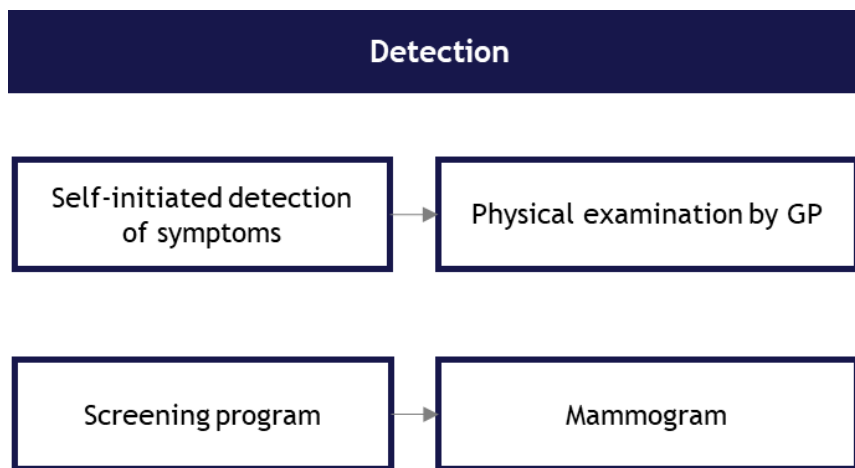 Detection
Self-initiated detection
of symptoms
Physical examination by GP
Screening program
Mammogram